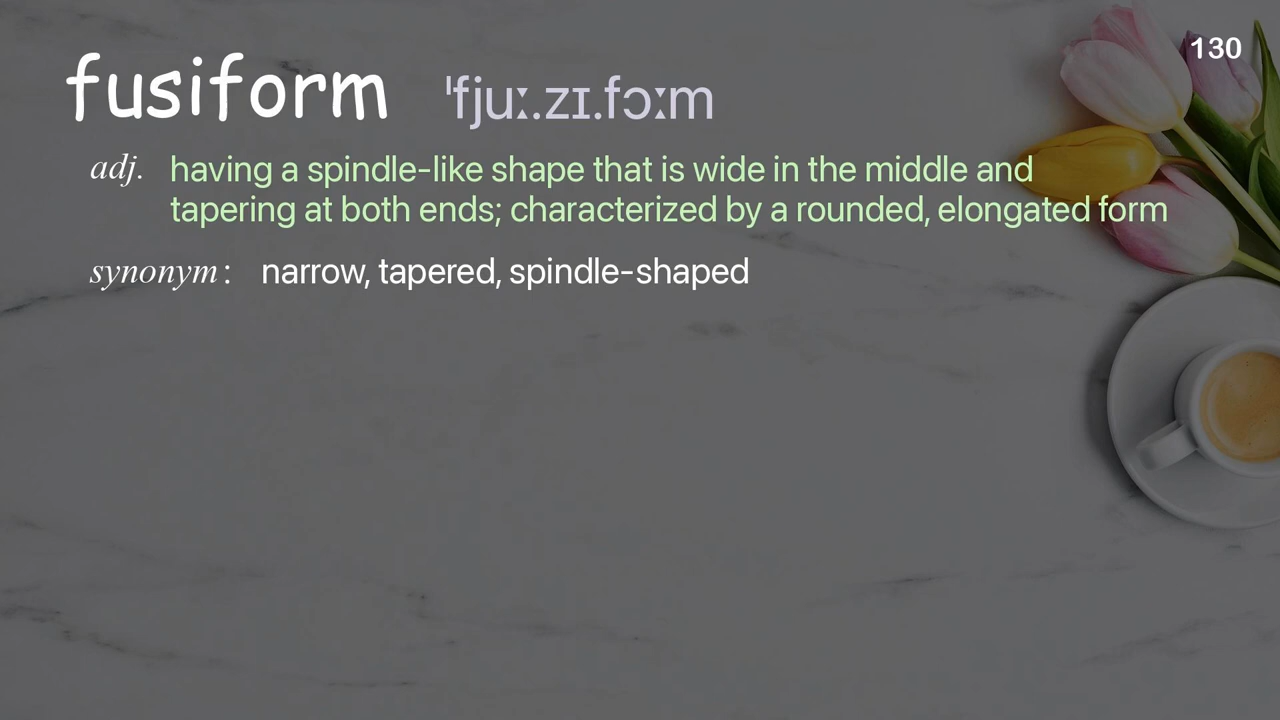 130
fusiform ˈfjuː.zɪ.fɔːm
adj. having a spindle-like shape that is wide in the middle and
tapering at both ends; characterized by a rounded, elongated form
synonym: narrow, tapered, spindle-shaped